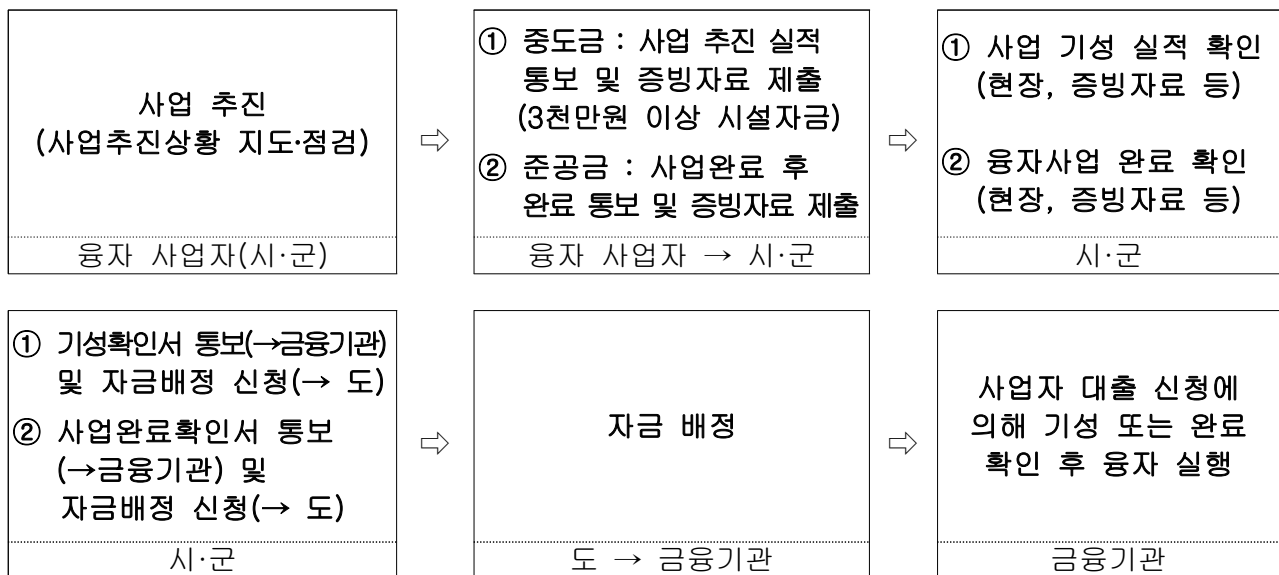 사업 추진
(사업추진상황 지도·점검)
융자 사업자(시·군)
⇨
① 중도금 : 사업 추진 실적
통보 및 증빙자료 제출
(3천만원 이상 시설자금)
② 준공금 : 사업완료 후
완료 통보 및 증빙자료 제출
융자 사업자 → 시·군
⇨
① 사업 기성 실적 확인
(현장, 증빙자료 등)
② 융자사업 완료 확인
(현장, 증빙자료 등)
시·군
① 기성확인서 통보(→금융기관)
및 자금배정 신청(→ 도)
② 사업완료확인서 통보
(→금융기관) 및
자금배정 신청(→ 도)
시·군
⇨
자금 배정
도 → 금융기관
⇨
사업자 대출 신청에
의해 기성 또는 완료
확인 후 융자 실행
금융기관